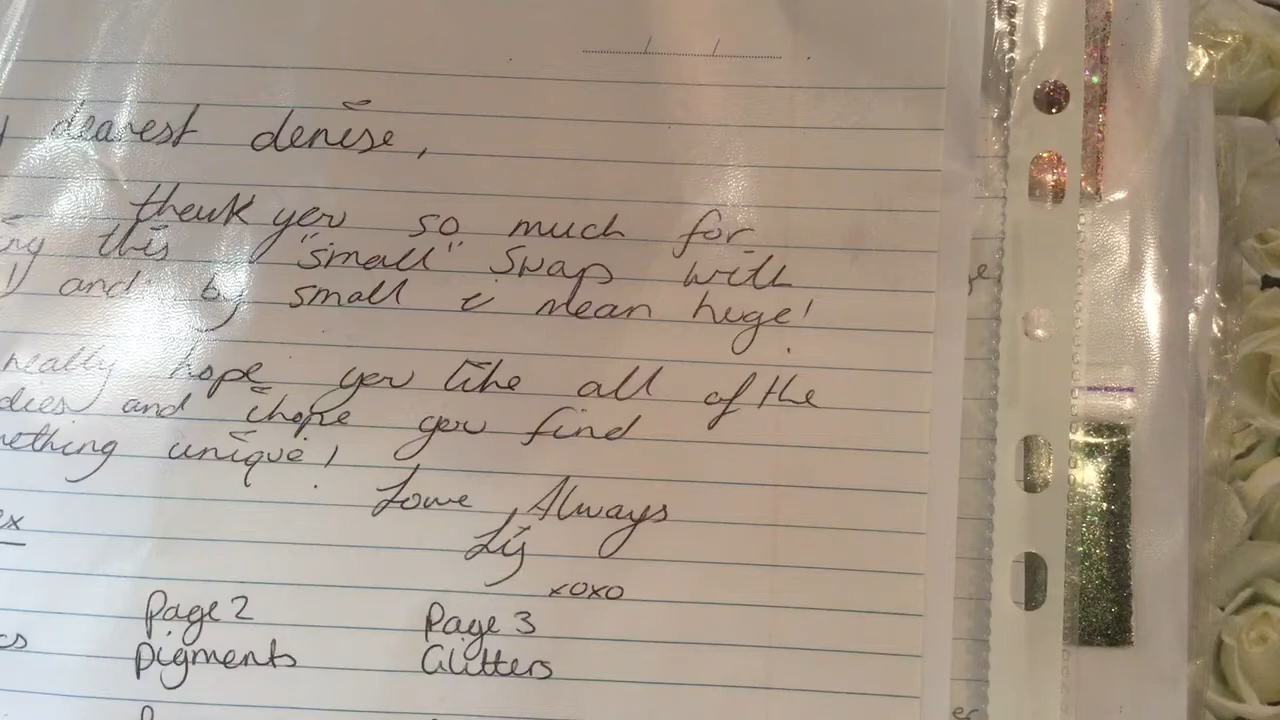 dearest denise,
thank you so much for
this "small" swap with
and by small i mean huge!
really hope you like all of the
and i hope you find
unique!
Love Always
Liz
xoxo
Page 2 Page 3
pigments Glitters